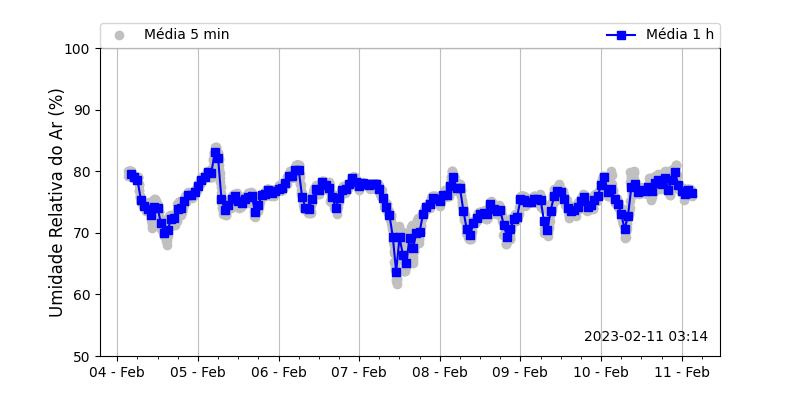 Média 5 min
Média 1 h
100
90
80
70
60
50
Umidade Relativa do Ar (%)
2023-02-11 03:14
04 - Feb
05 - Feb
06 - Feb
07 - Feb
08 - Feb
09 - Feb
10 - Feb
11 - Feb